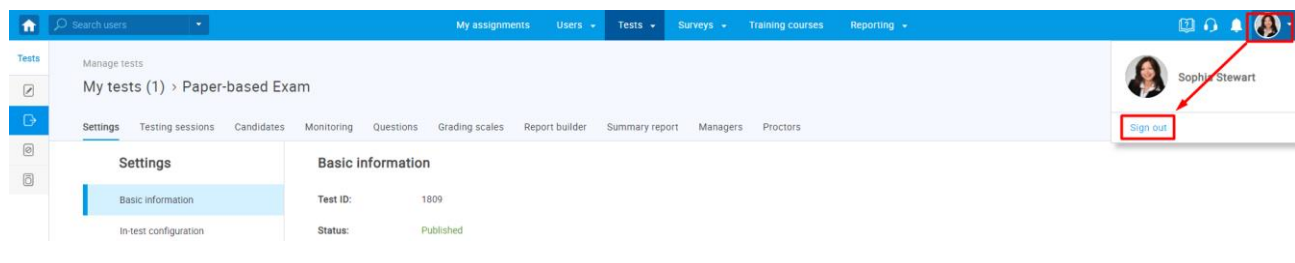 Search users My assignments Users Tests Surveys Training courses Reporting
Tests
Manage tests
My tests (1) > Paper-based Exam
Sophia Stewart
Settings Testing sessions Candidates Monitoring Questions Grading scales Report builder Summary report Managers Proctors
Sign out
Settings
Basic information
Basic information
Test ID: 1809
In-test configuration
Status: Published